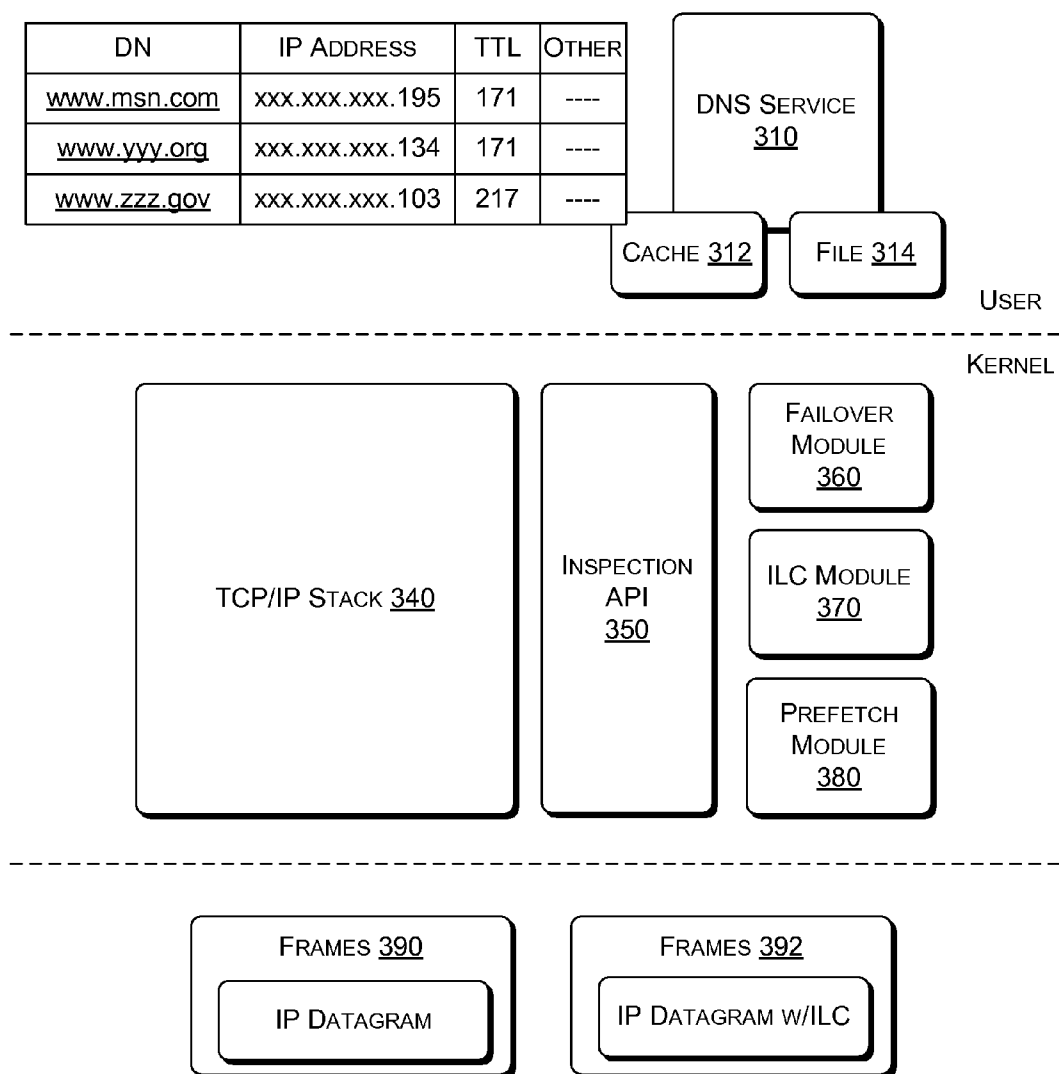 DN IP ADDRESS TTL OTHER
www.msn.com xxx.xxx.xxx.195 171 ----
www.yyy.org xxx.xxx.xxx.134 171 ----
www.zzz.gov xxx.xxx.xxx.103 217 ----
DNS SERVICE
310
CACHE 312
FILE 314
USER
KERNEL
TCP/IP STACK 340
INSPECTION
API
350
FAILOVER
MODULE
360
ILC MODULE
370
PREFETCH
MODULE
380
FRAMES 390
IP DATAGRAM
FRAMES 392
IP DATAGRAM W/ILC